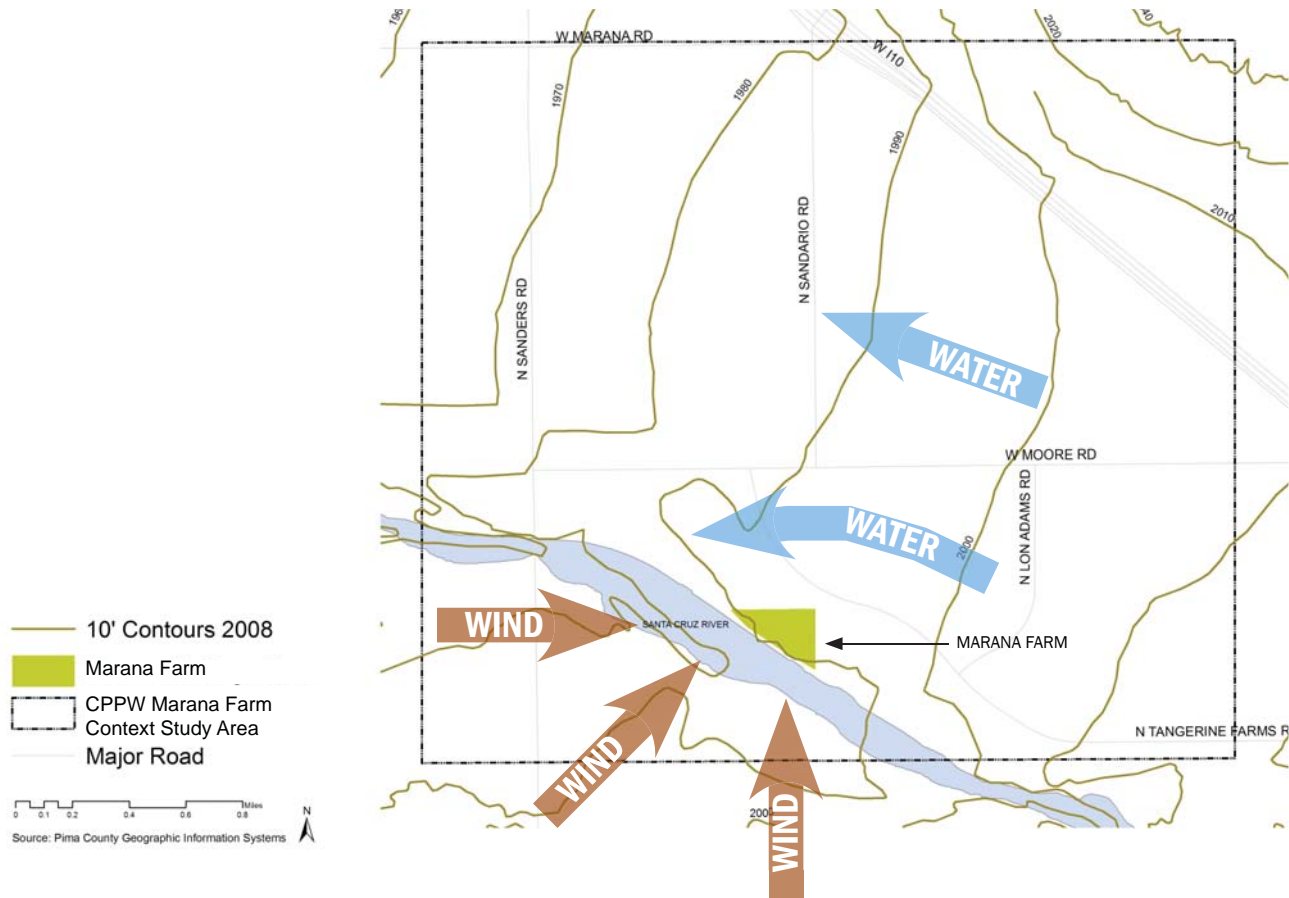 1960
W MARANA RD
2020
W I10
1970
1980
1990
2010
N SANDERS RD
N SANDARIO RD
WATER
W MOORE RD
N LON ADAMS RD
WATER
2000
WIND
SANTA CRUZ RIVER
MARANA FARM
WIND
WIND
N TANGERINE FARMS R
10' Contours 2008
Marana Farm
CPPW Marana Farm
Context Study Area
Major Road
0 0.1 0.2 0.4 0.6 0.8 Miles
N
Source: Pima County Geographic Information Systems